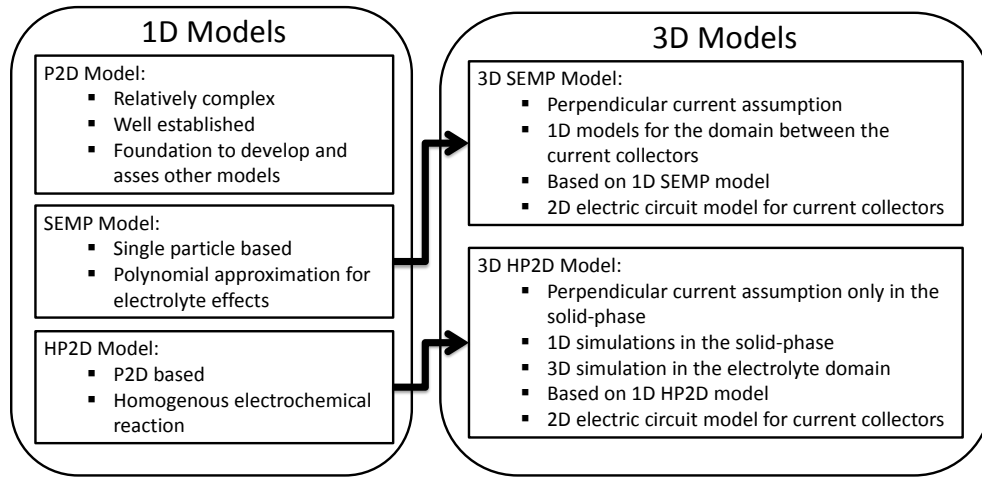 1D Models
P2D Model:
▪ Relatively complex
▪ Well established
▪ Foundation to develop and
asses other models
SEMP Model:
▪ Single particle based
▪ Polynomial approximation for
electrolyte effects
HP2D Model:
▪ P2D based
▪ Homogenous electrochemical
reaction
3D Models
3D SEMP Model:
▪ Perpendicular current assumption
▪ 1D models for the domain between the
current collectors
▪ Based on 1D SEMP model
▪ 2D electric circuit model for current collectors
3D HP2D Model:
▪ Perpendicular current assumption only in the
solid-phase
▪ 1D simulations in the solid-phase
▪ 3D simulation in the electrolyte domain
▪ Based on 1D HP2D model
▪ 2D electric circuit model for current collectors